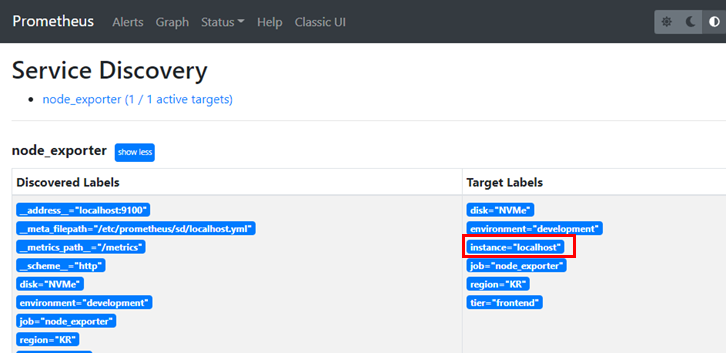 Prometheus Alerts Graph Status Help Classic UI
Service Discovery
node_exporter (1 / 1 active targets)
node_exporter show less
Discovered Labels Target Labels
__address__="localhost:9100" disk="NVMe"
__meta_filepath="/etc/prometheus/sd/localhost.yml" environment="development"
__metrics_path__="/metrics" instance="localhost"
__scheme__="http" job="node_exporter"
disk="NVMe" region="KR"
environment="development" tier="frontend"
job="node_exporter"
region="KR"